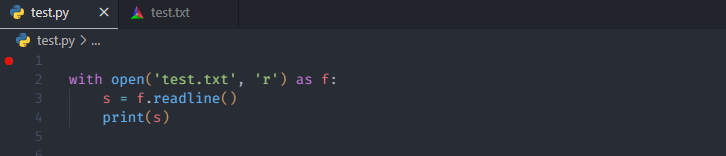 test.py × test.txt
test.py > ...
1
2 with open('test.txt', 'r') as f:
3     s = f.readline()
4     print(s)
5
6